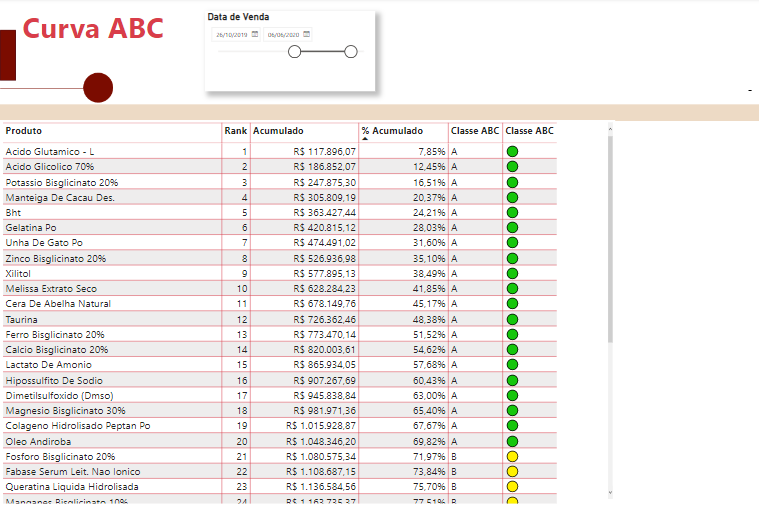 Curva ABC
Data de Venda
26/10/2019 06/06/2020
Produto Rank Acumulado % Acumulado Classe ABC Classe ABC
Acido Glutamico - L 1 R$ 117.896,07 7,85% A
Acido Glicolico 70% 2 R$ 186.852,07 12,45% A
Potassio Bisglicinato 20% 3 R$ 247.875,30 16,51% A
Manteiga De Cacau Des. 4 R$ 305.809,19 20,37% A
Bht 5 R$ 363.427,44 24,21% A
Gelatina Po 6 R$ 420.815,12 28,03% A
Unha De Gato Po 7 R$ 474.491,02 31,60% A
Zinco Bisglicinato 20% 8 R$ 526.936,98 35,10% A
Xilitol 9 R$ 577.895,13 38,49% A
Melissa Extrato Seco 10 R$ 628.284,23 41,85% A
Cera De Abelha Natural 11 R$ 678.149,76 45,17% A
Taurina 12 R$ 726.362,46 48,38% A
Ferro Bisglicinato 20% 13 R$ 773.470,14 51,52% A
Calcio Bisglicinato 20% 14 R$ 820.003,61 54,62% A
Lactato De Amonio 15 R$ 865.934,05 57,68% A
Hipossulfito De Sodio 16 R$ 907.267,69 60,43% A
Dimetilsulfoxido (Dmso) 17 R$ 945.838,84 63,00% A
Magnesio Bisglicinato 30% 18 R$ 981.971,36 65,40% A
Colageno Hidrolisado Peptan Po 19 R$ 1.015.928,87 67,67% A
Oleo Andiroba 20 R$ 1.048.346,20 69,82% A
Fosforo Bisglicinato 20% 21 R$ 1.080.575,34 71,97% B
Fabase Serum Leit. Nao Ionico 22 R$ 1.108.687,15 73,84% B
Queratina Liquida Hidrolisada 23 R$ 1.136.584,56 75,70% B
Manganes Bisglicinato 10% 24 R$ 1.163.735,37 77,51% B